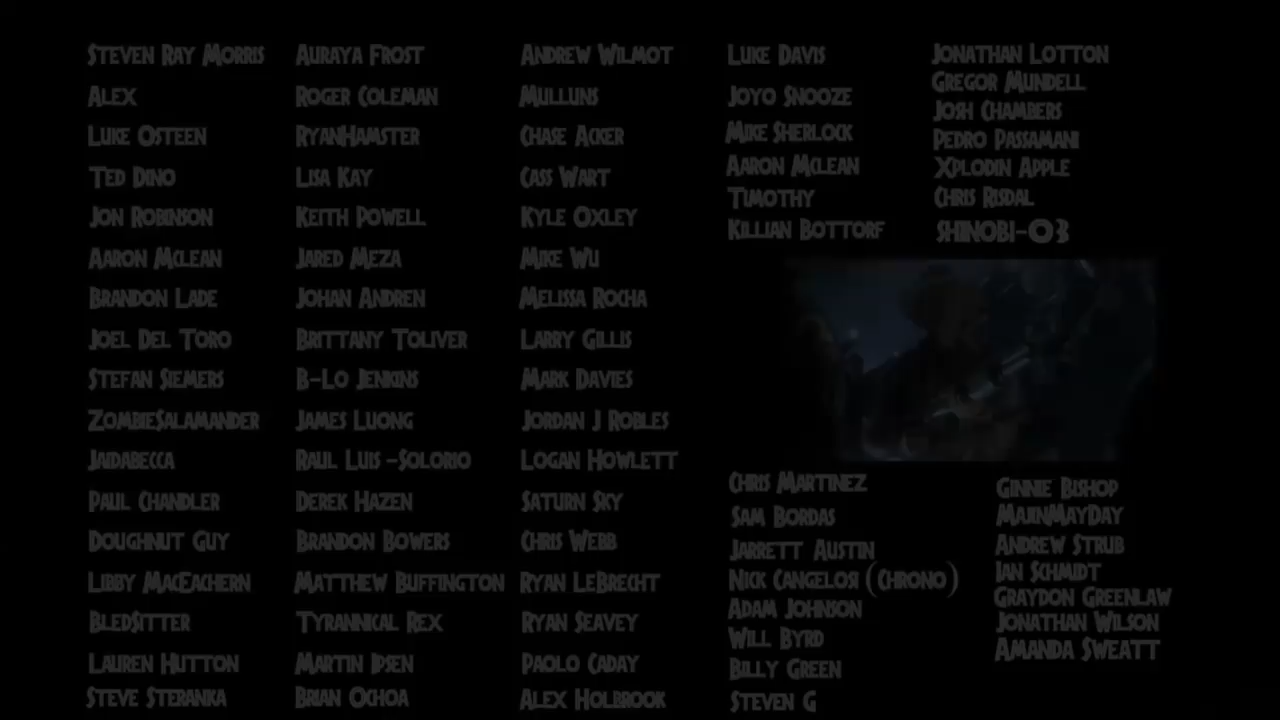 STEVEN RAY MORRIS
ALEX
LUKE OSTEEN
TED DINO
JON ROBINSON
AARON MCLEAN
BRANDON LADE
JOEL DEL TORO
STEFAN SIEMERS
ZOMBIESALAMANDER
JAIDABECCA
PAUL CHANDLER
DOUGHNUT GUY
LIBBY MACEACHERN
BLEDSITTER
LAUREN HUTTON
STEVE STERANKA
AURAYA FROST
ROGER COLEMAN
RYANHAMSTER
LISA KAY
KEITH POWELL
JARED MEZA
JOHAN ANDREN
BRITTANY TOLIVER
B-LO JENKINS
JAMES LUONG
RAUL LUIS -SOLORIO
DEREK HAZEN
BRANDON BOWERS
MATTHEW BUFFINGTON
TYRANNICAL REX
MARTIN IPSEN
BRIAN OCHOA
ANDREW WILMOT
MULLUNS
CHASE ACKER
CASS WART
KYLE OXLEY
MIKE WU
MELISSA ROCHA
LARRY GILLIS
MARK DAVIES
JORDAN J ROBLES
LOGAN HOWLETT
SATURN SKY
CHRIS WEBB
RYAN LEBRECHT
RYAN SEAVEY
PAOLO CADAY
ALEX HOLBROOK
LUKE DAVIS
JOYO SNOOZE
MIKE SHERLOCK
AARON MCLEAN
TIMOTHY
KILLIAN BOTTORF
JONATHAN LOTTON
GREGOR MUNDELL
JOSH CHAMBERS
PEDRO PASSAMANI
XPLODIN APPLE
CHRIS RISDAL
SHINOBI-03
CHRIS MARTINEZ
SAM BORDAS
JARRETT AUSTIN
NICK CANGELOSI (CHRONO)
ADAM JOHNSON
WILL BYRD
BILLY GREEN
STEVEN G
GINNIE BISHOP
MAJINMAYDAY
ANDREW STRUB
IAN SCHMIDT
GRAYDON GREENLAW
JONATHAN WILSON
AMANDA SWEATT